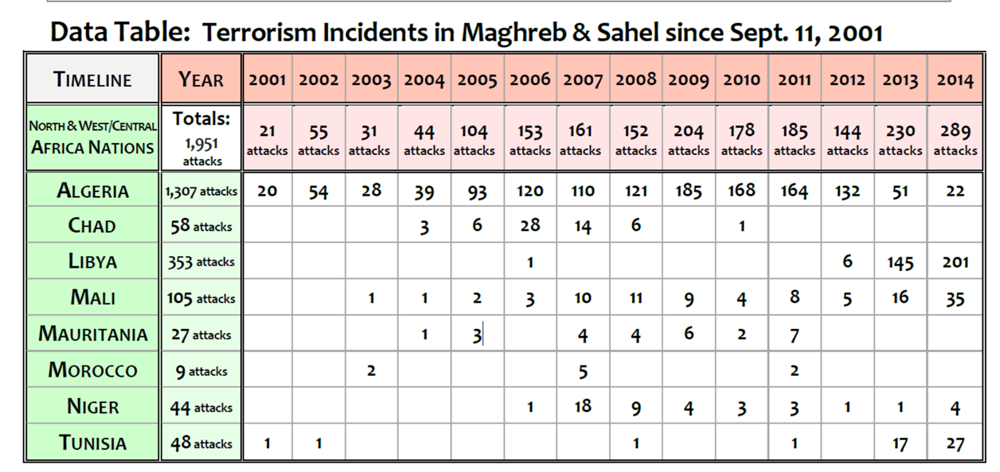 Data Table: Terrorism Incidents in Maghreb & Sahel since Sept. 11, 2001
TIMELINE YEAR 2001 2002 2003 2004 2005 2006 2007 2008 2009 2010 2011 2012 2013 2014
NORTH & WEST/CENTRAL AFRICA NATIONS Totals: 1,951 attacks 21 attacks 55 attacks 31 attacks 44 attacks 104 attacks 153 attacks 161 attacks 152 attacks 204 attacks 178 attacks 185 attacks 144 attacks 230 attacks 289 attacks
ALGERIA 1,307 attacks 20 54 28 39 93 120 110 121 185 168 164 132 51 22
CHAD 58 attacks 3 6 28 14 6 1
LIBYA 353 attacks 1 6 145 201
MALI 105 attacks 1 1 2 3 10 11 9 4 8 5 16 35
MAURITANIA 27 attacks 1 3 4 4 6 2 7
MOROCCO 9 attacks 2 5 2
NIGER 44 attacks 1 18 9 4 3 3 1 1 4
TUNISIA 48 attacks 1 1 1 1 17 27